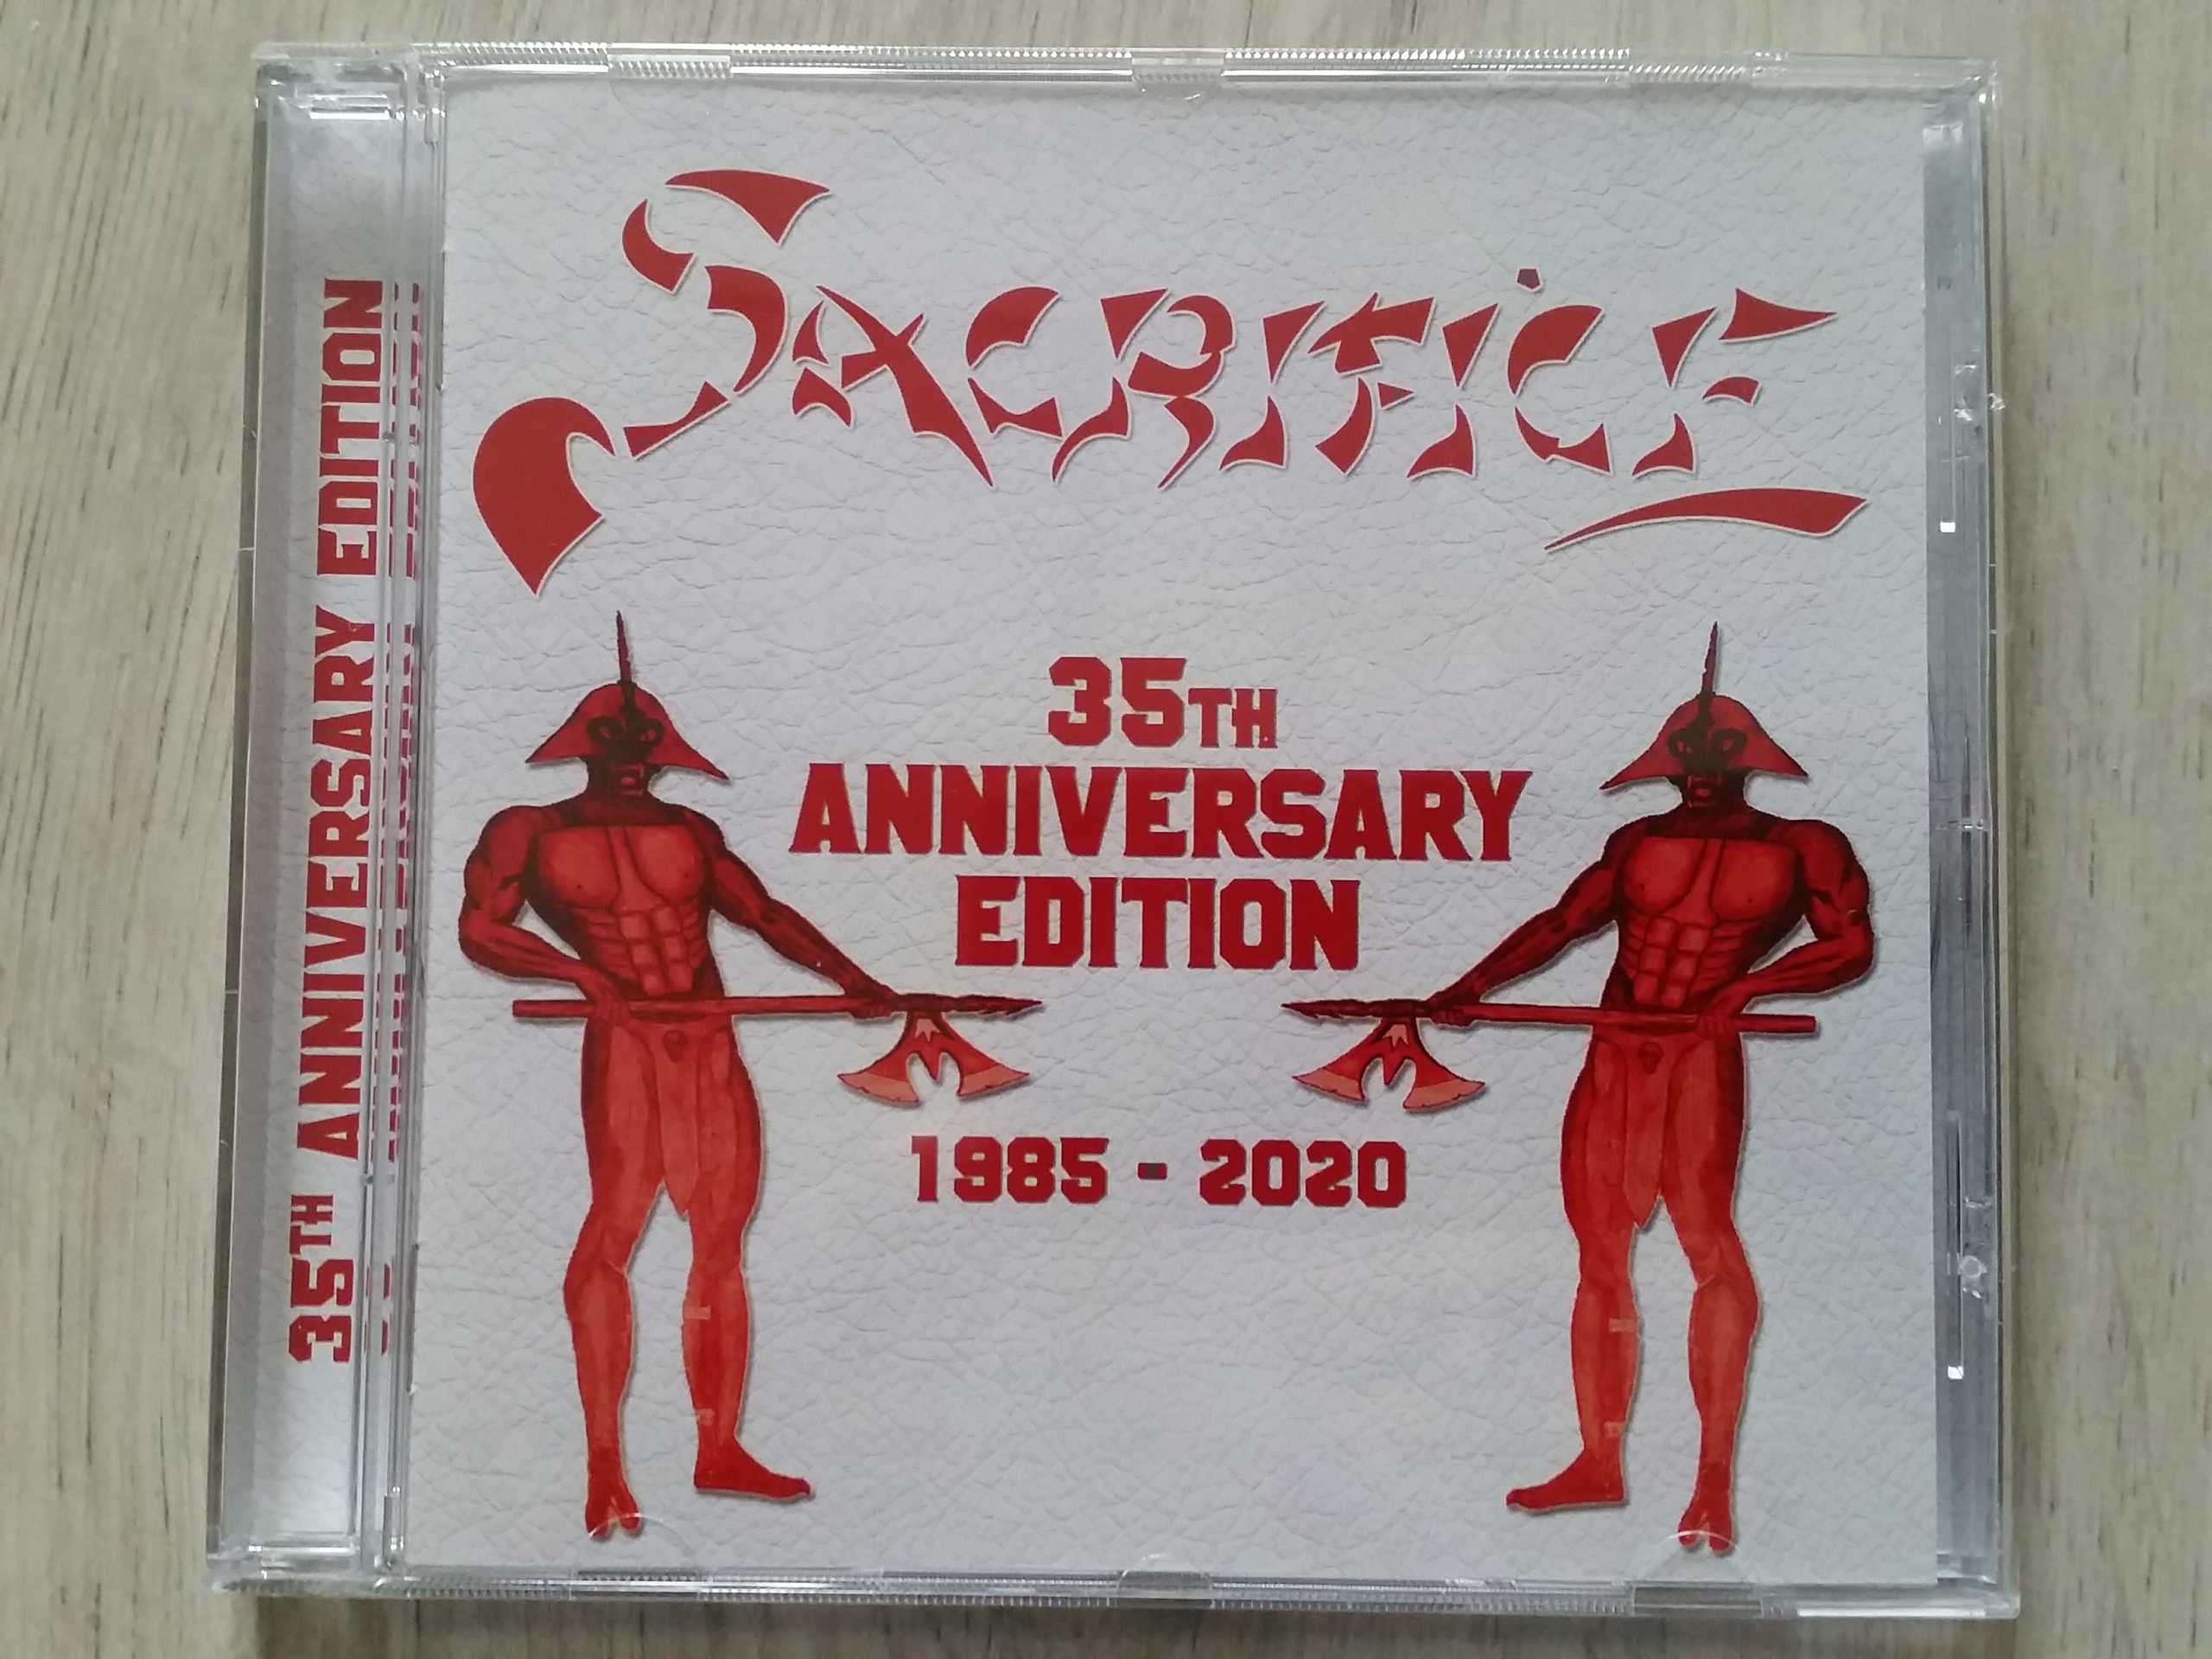 SACRIFICE
35TH
ANNIVERSARY
EDITION
1985 - 2020
35TH ANNIVERSARY EDITION